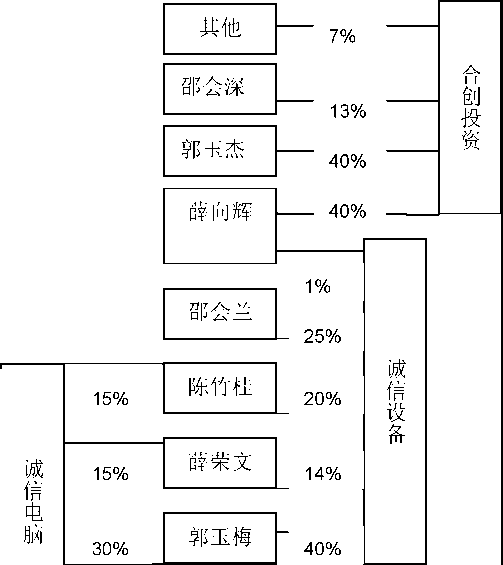 其他
7%
邵会深
13%
郭玉杰
40%
薛向辉
40%
合创投资
1%
邵会兰
25%
陈竹桂
15%
20%
薛荣文
15%
14%
郭玉梅
30%
40%
诚信设备
诚信电脑